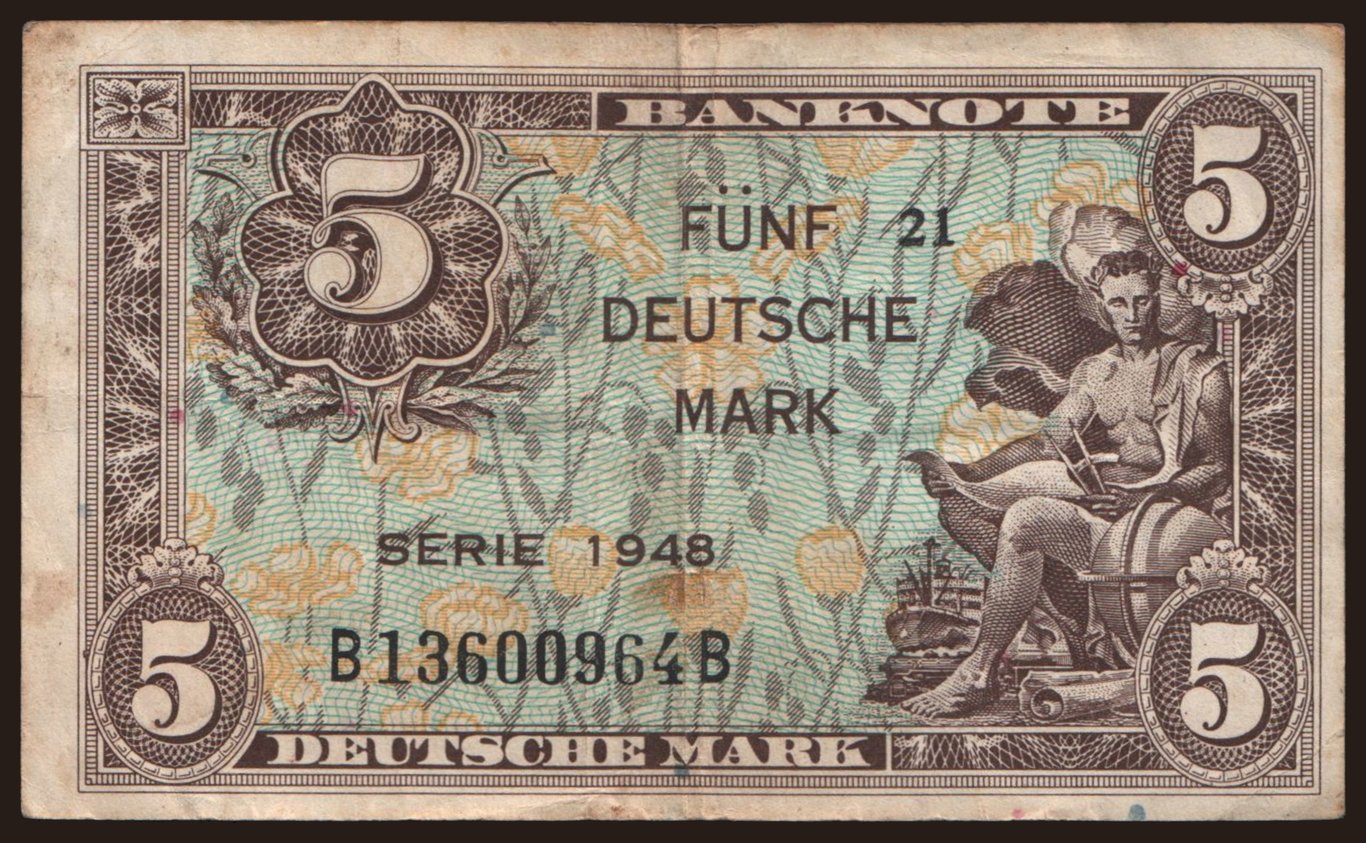 BANKNOTE
5
5
FÜNF 21
DEUTSCHE
MARK
SERIE 1948
B13600964B
5
5
DEUTSCHE MARK